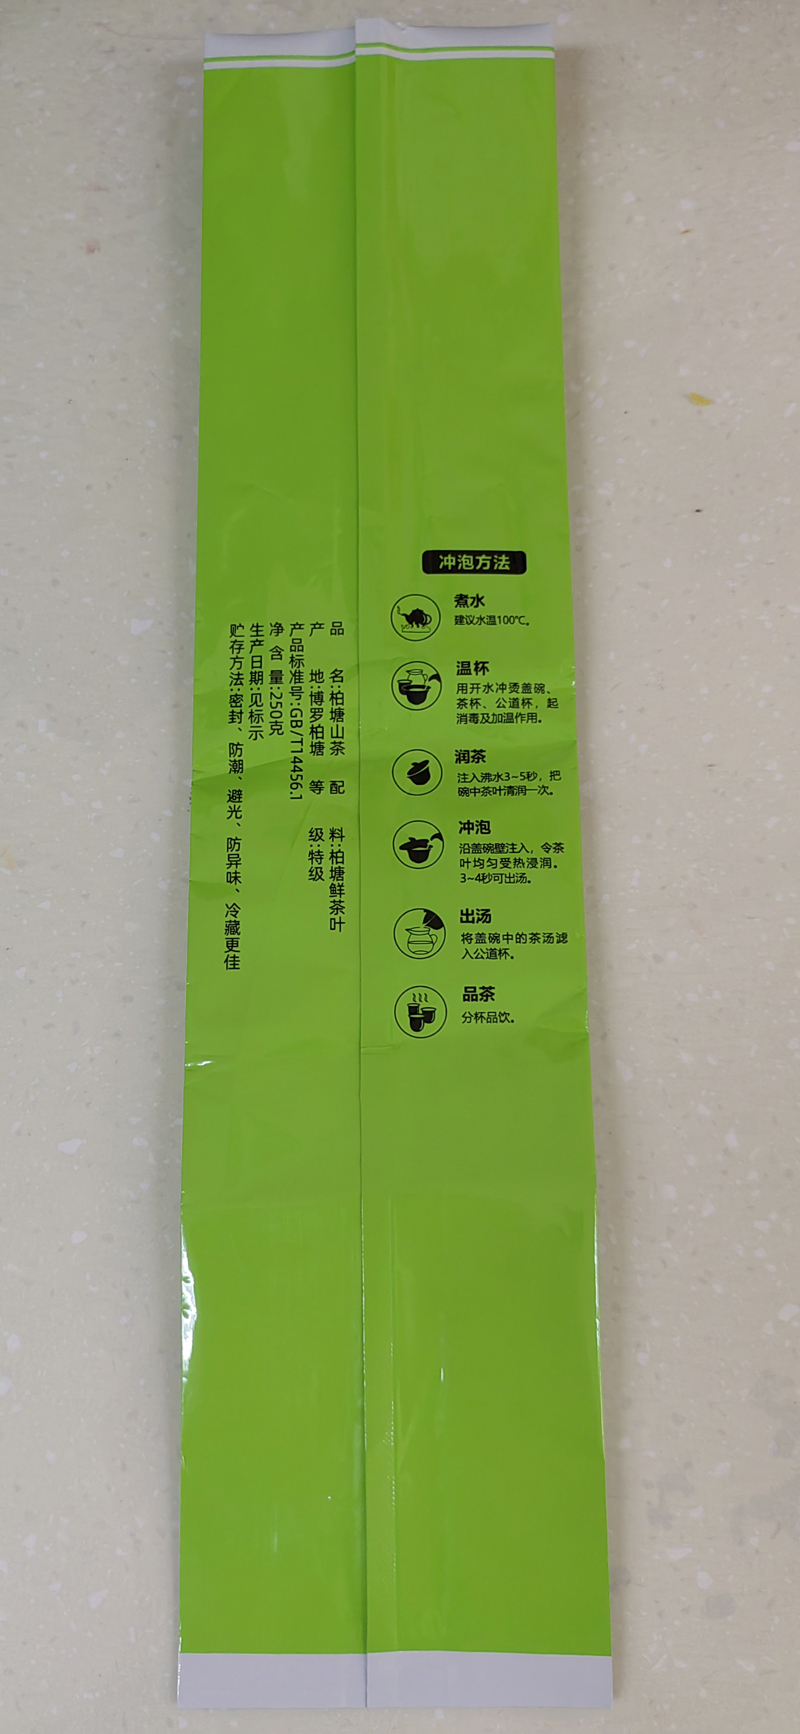 品 名:柏塘山茶 配 料:柏塘鲜茶叶
产 地:博罗柏塘 等 级:特级
产品标准号:GB/T14456.1
净含量:250克
生产日期:见标示
贮存方法:密封、防潮、避光、防异味、冷藏更佳
冲泡方法
煮水
建议水温100℃。
温杯
用开水冲烫盖碗、
茶杯、公道杯，起
消毒及加温作用。
润茶
注入沸水3~5秒，把
碗中茶叶清润一次。
冲泡
沿盖碗壁注入，令茶
叶均匀受热浸润。
3~4秒可出汤。
出汤
将盖碗中的茶汤滤
入公道杯。
品茶
分杯品饮。